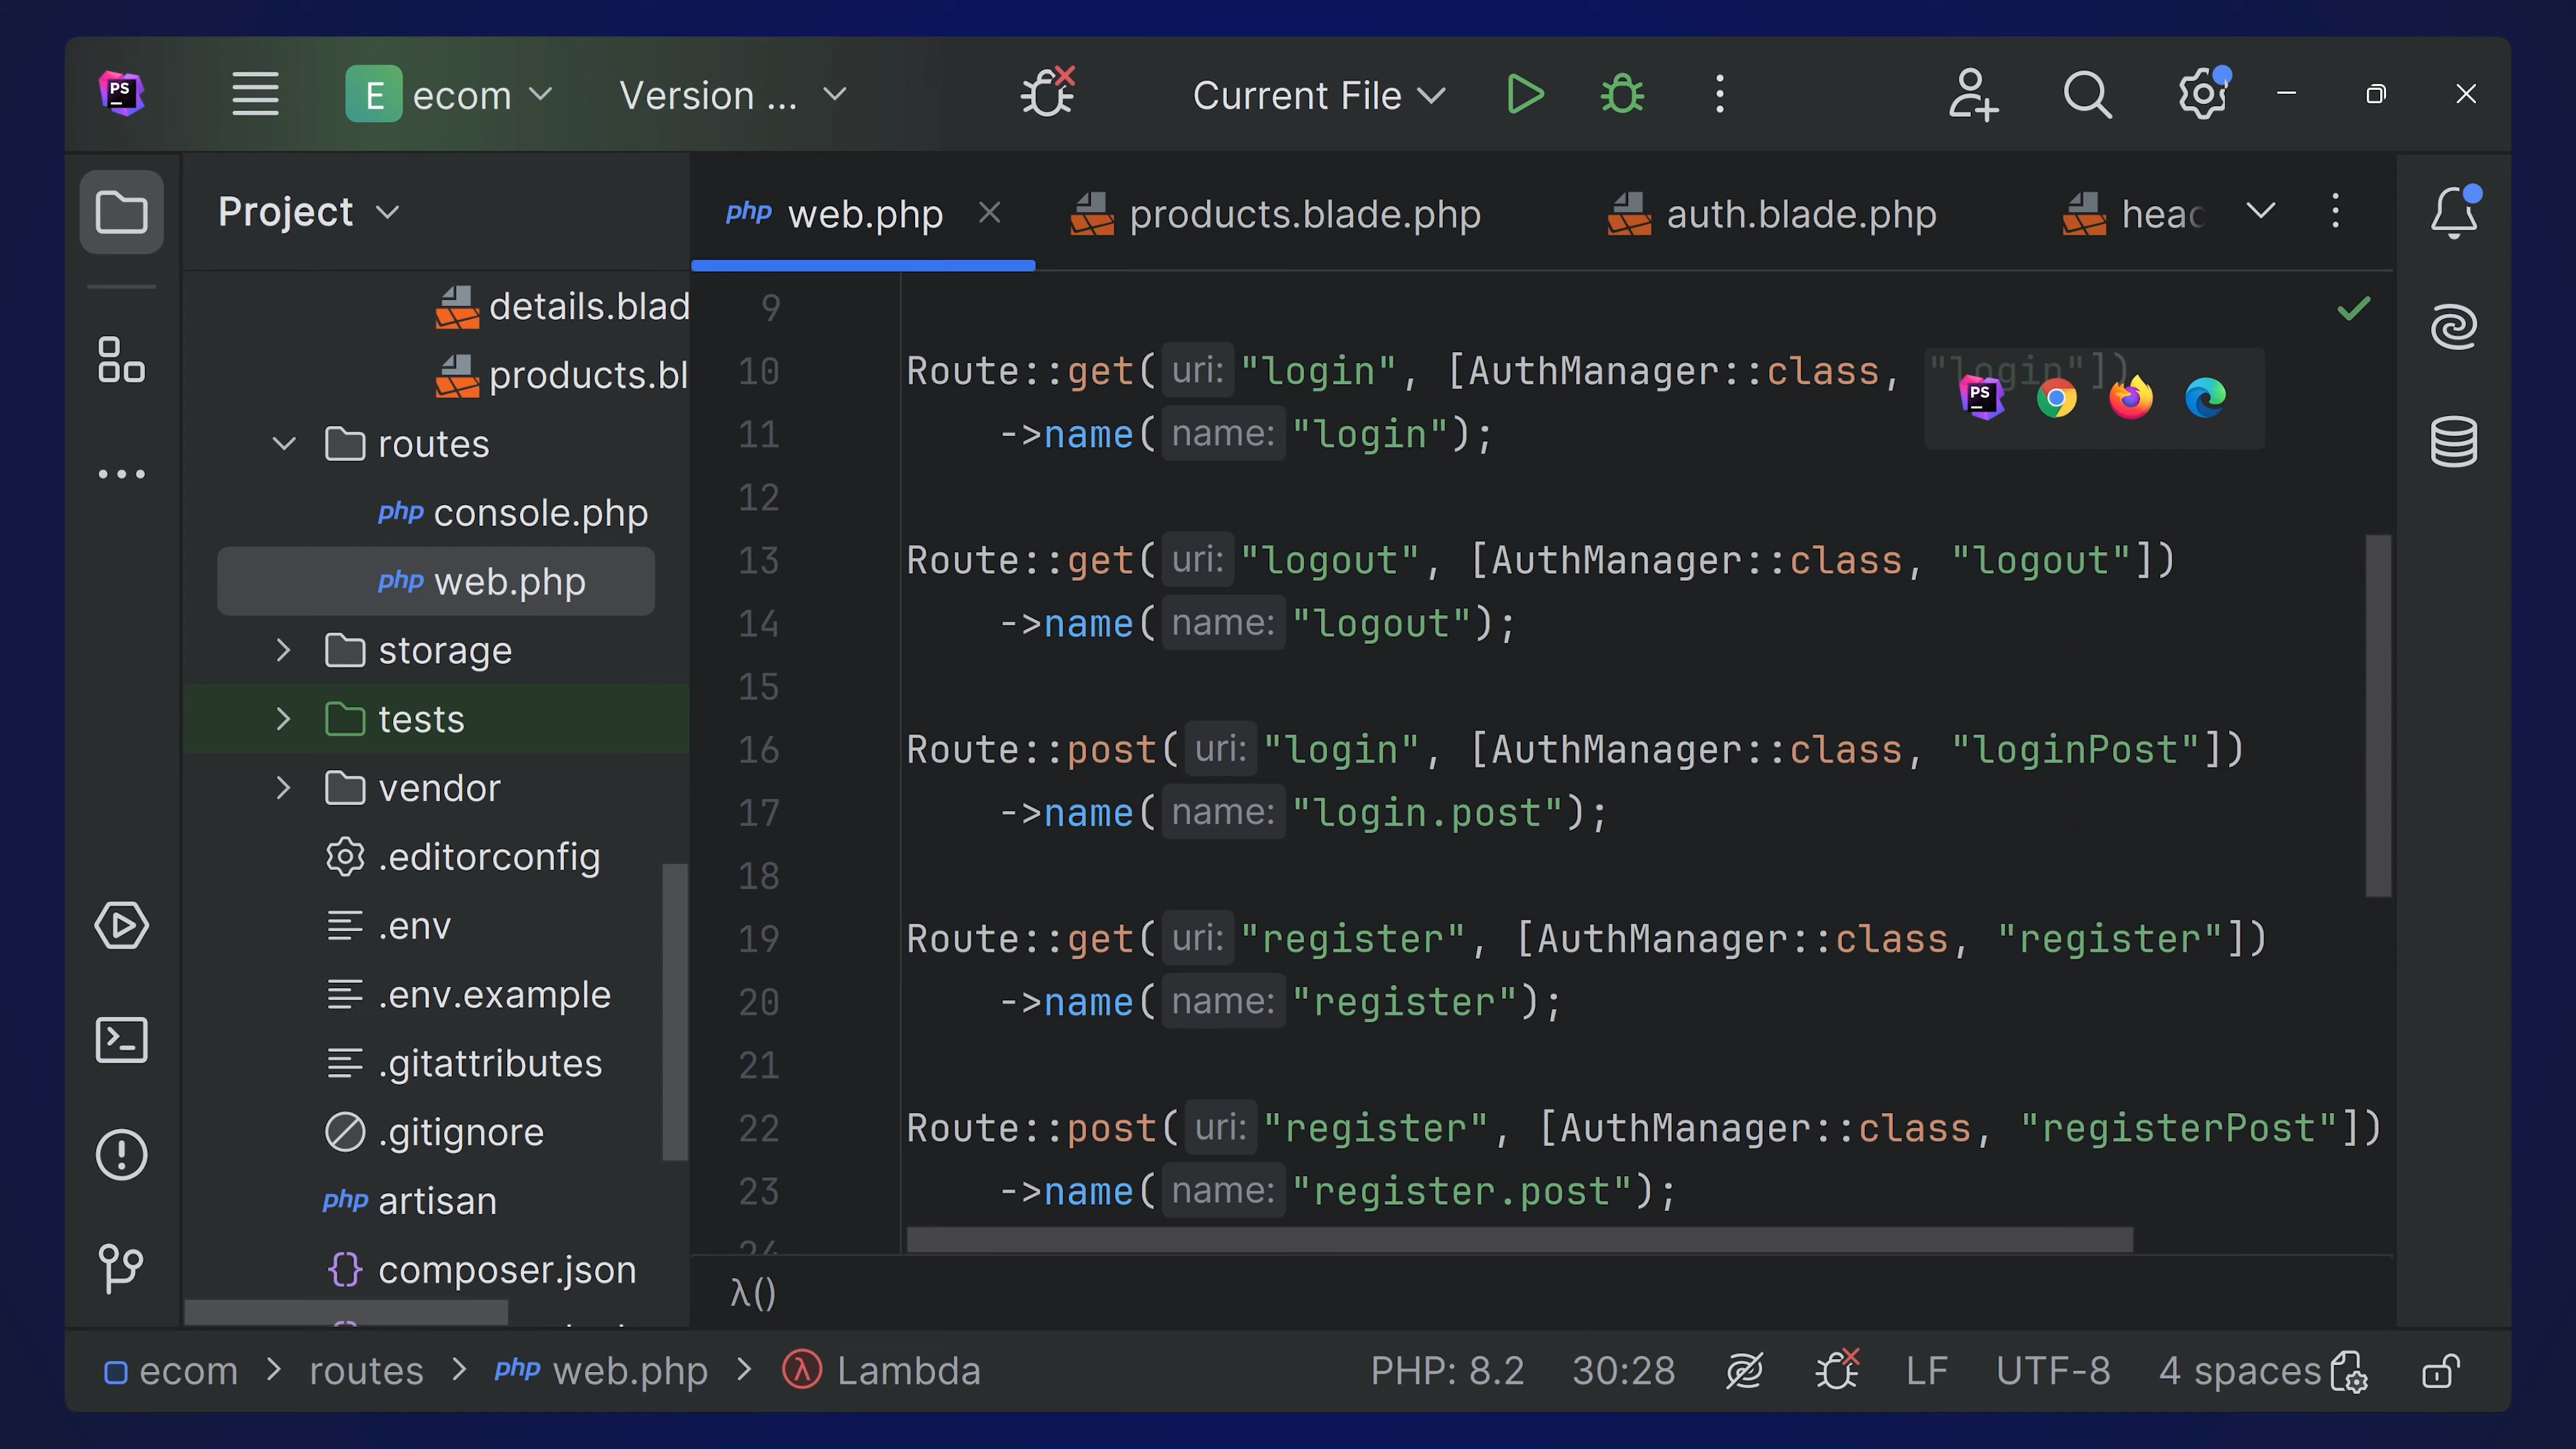 PS
E ecom
Version ...
Current File
Project
php web.php
products.blade.php
auth.blade.php
head
details.blad
products.bl
routes
php console.php
php web.php
storage
tests
vendor
.editorconfig
.env
.env.example
.gitattributes
.gitignore
php artisan
{} composer.json
9
10 Route::get( uri: "login", [AuthManager::class, "login"])
11 ->name( name: "login");
12
13 Route::get( uri: "logout", [AuthManager::class, "logout"])
14 ->name( name: "logout");
15
16 Route::post( uri: "login", [AuthManager::class, "loginPost"])
17 ->name( name: "login.post");
18
19 Route::get( uri: "register", [AuthManager::class, "register"])
20 ->name( name: "register");
21
22 Route::post( uri: "register", [AuthManager::class, "registerPost"])
23 ->name( name: "register.post");
24
PS
λ()
ecom > routes > php web.php > λ Lambda
PHP: 8.2 30:28 LF UTF-8 4 spaces